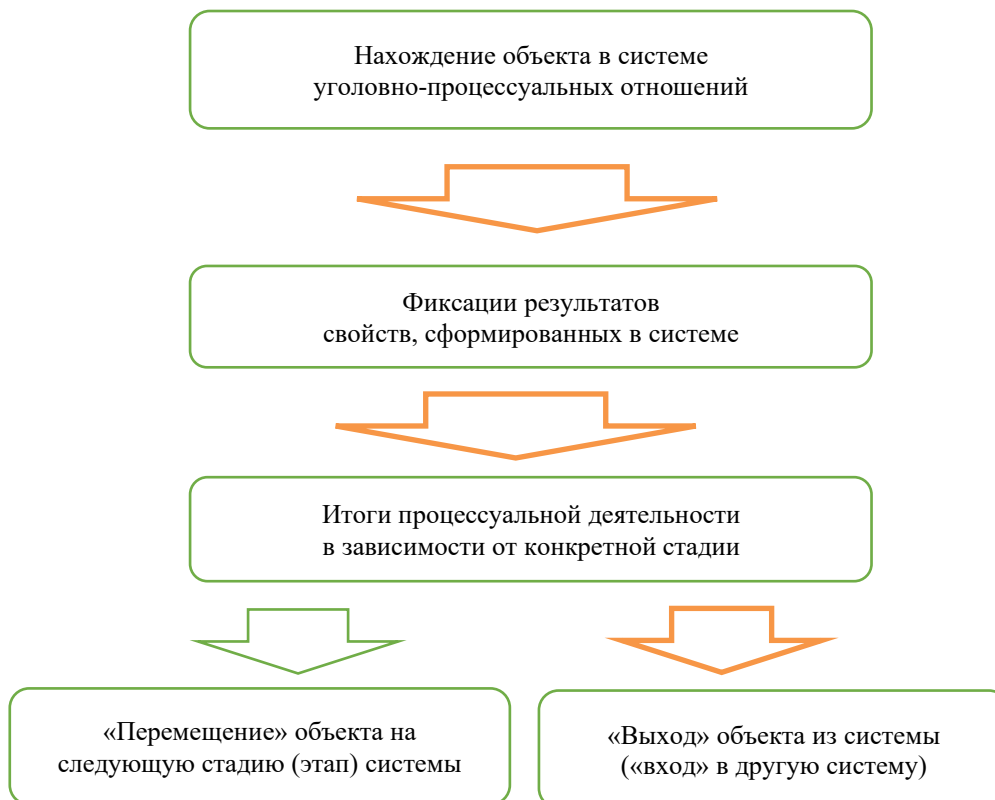 Нахождение объекта в системе
уголовно-процессуальных отношений
Фиксации результатов
свойств, сформированных в системе
Итоги процессуальной деятельности
в зависимости от конкретной стадии
«Перемещение» объекта на
следующую стадию (этап) системы
«Выход» объекта из системы
(«вход» в другую систему)